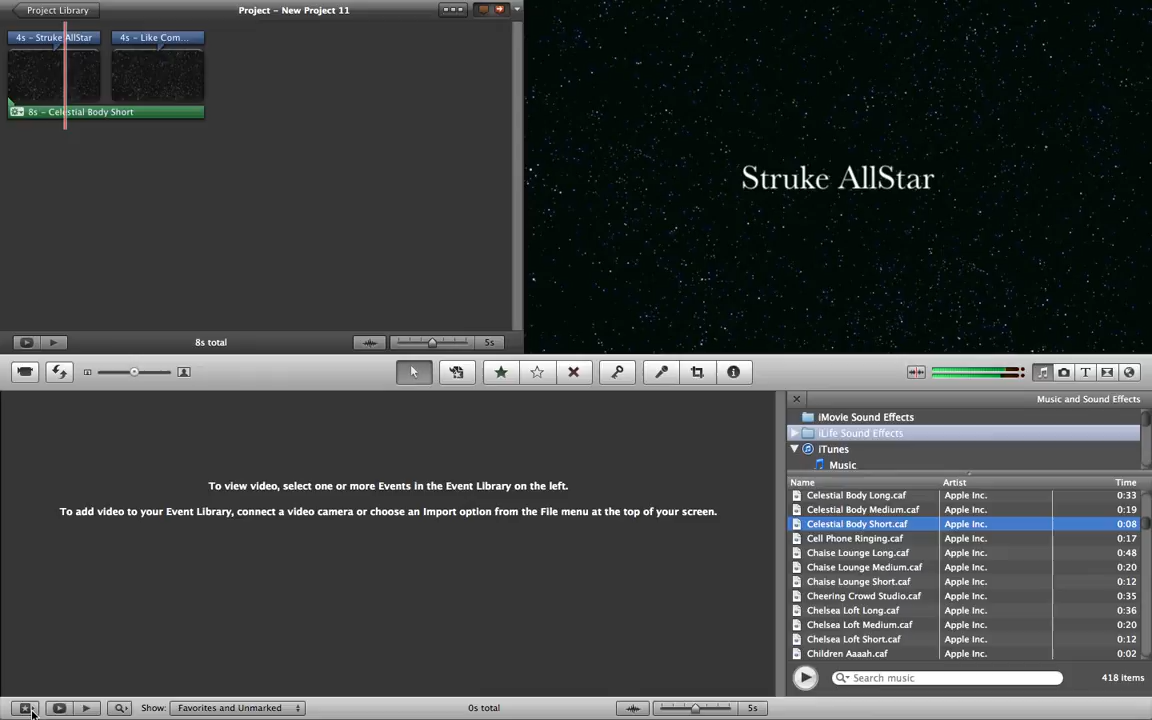 Project Library
Project – New Project 11
4s – Struke AllStar
4s – Like Com...
8s – Celestial Body Short
Struke AllStar
8s total
5s
Music and Sound Effects
iMovie Sound Effects
iLife Sound Effects
iTunes
Music
Name Artist Time
Celestial Body Long.caf Apple Inc. 0:33
Celestial Body Medium.caf Apple Inc. 0:19
Celestial Body Short.caf Apple Inc. 0:08
Cell Phone Ringing.caf Apple Inc. 0:17
Chaise Lounge Long.caf Apple Inc. 0:48
Chaise Lounge Medium.caf Apple Inc. 0:20
Chaise Lounge Short.caf Apple Inc. 0:12
Cheering Crowd Studio.caf Apple Inc. 0:35
Chelsea Loft Long.caf Apple Inc. 0:36
Chelsea Loft Medium.caf Apple Inc. 0:20
Chelsea Loft Short.caf Apple Inc. 0:12
Children Aaaah.caf Apple Inc. 0:02
Search music
418 items
To view video, select one or more Events in the Event Library on the left.
To add video to your Event Library, connect a video camera or choose an Import option from the File menu at the top of your screen.
Show: Favorites and Unmarked
0s total
5s